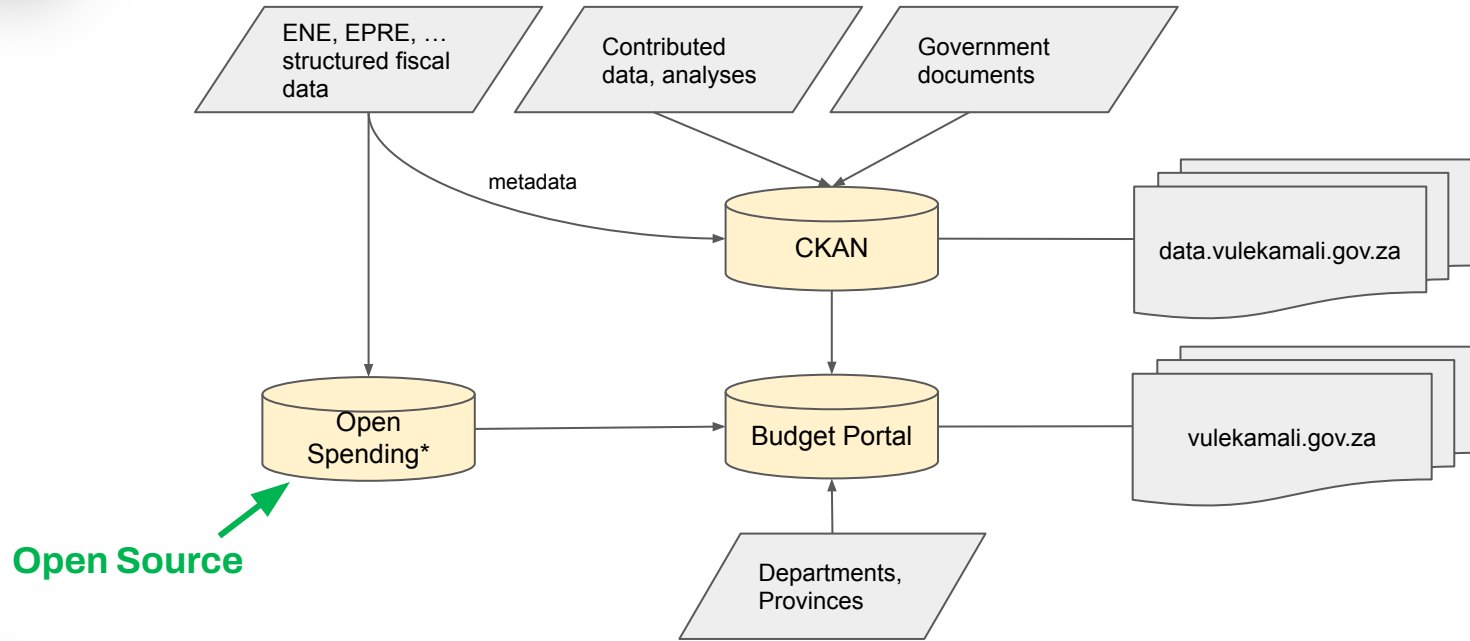 ENE, EPRE, …
structured fiscal
data
Contributed
data, analyses
Government
documents
metadata
CKAN
data.vulekamali.gov.za
Open
Spending*
Budget Portal
vulekamali.gov.za
Open Source
Departments,
Provinces